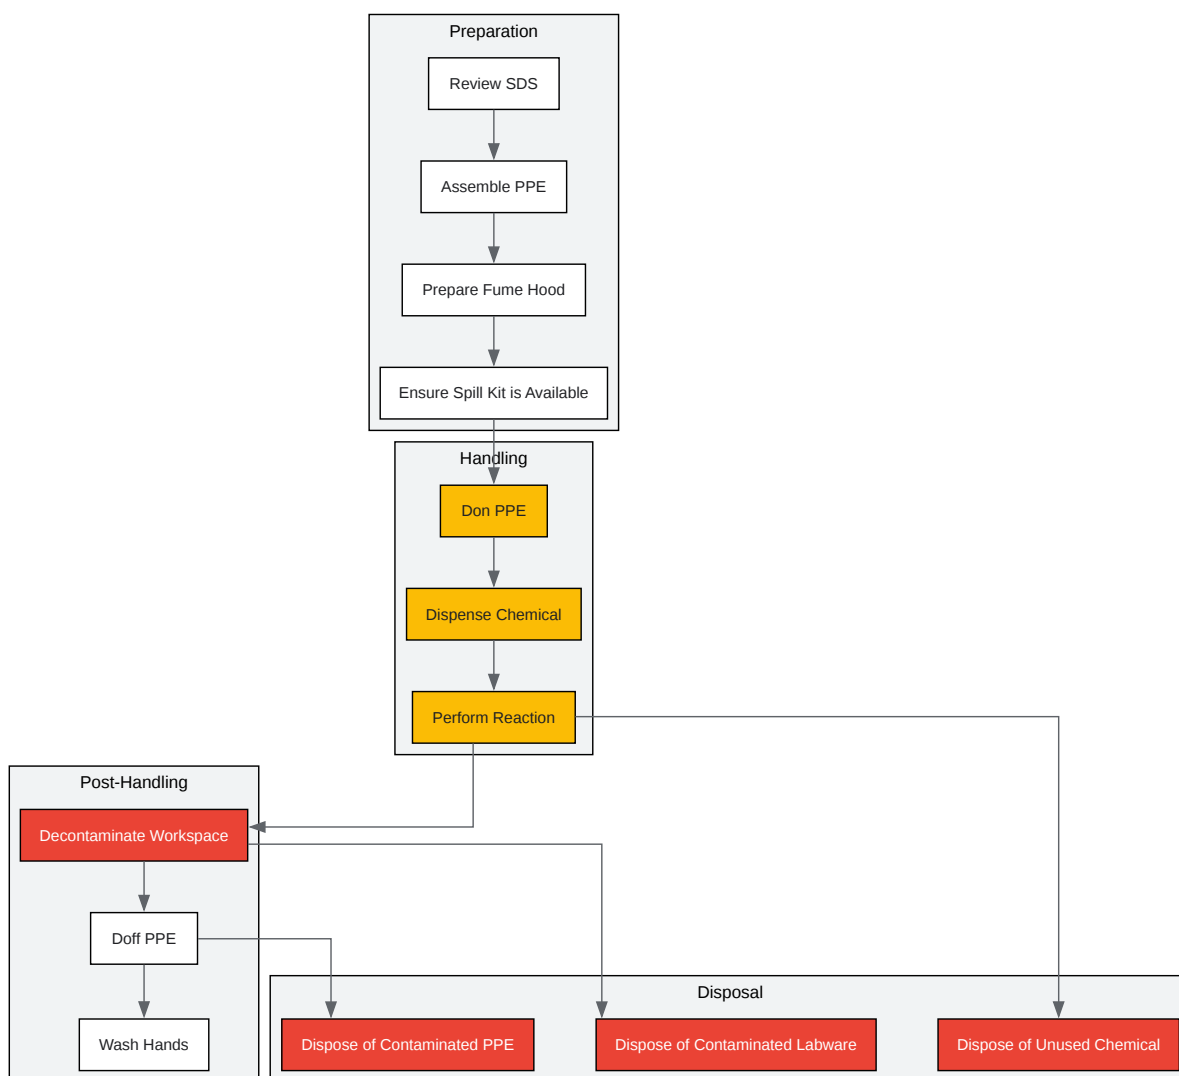 Preparation
Review SDS
Assemble PPE
Prepare Fume Hood
Ensure Spill Kit is Available
Handling
Don PPE
Dispense Chemical
Perform Reaction
Post-Handling
Decontaminate Workspace
Doff PPE
Wash Hands
Disposal
Dispose of Contaminated PPE
Dispose of Contaminated Labware
Dispose of Unused Chemical